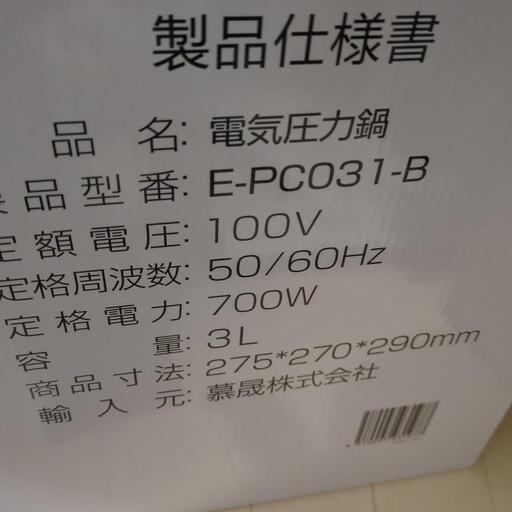 製品仕様書
品名: 電気圧力鍋
品型番: E-PC031-B
定額電圧: 100V
定格周波数: 50/60Hz
定格電力: 700W
容量: 3L
商品寸法: 275*270*290mm
輸入元: 慕晟株式会社